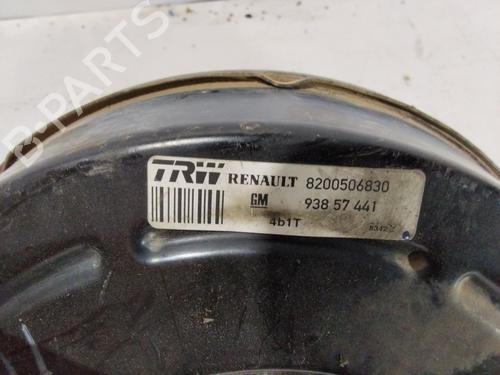 TRW RENAULT 8200506830
GM 938 57 441
4b1T
B-PARTS